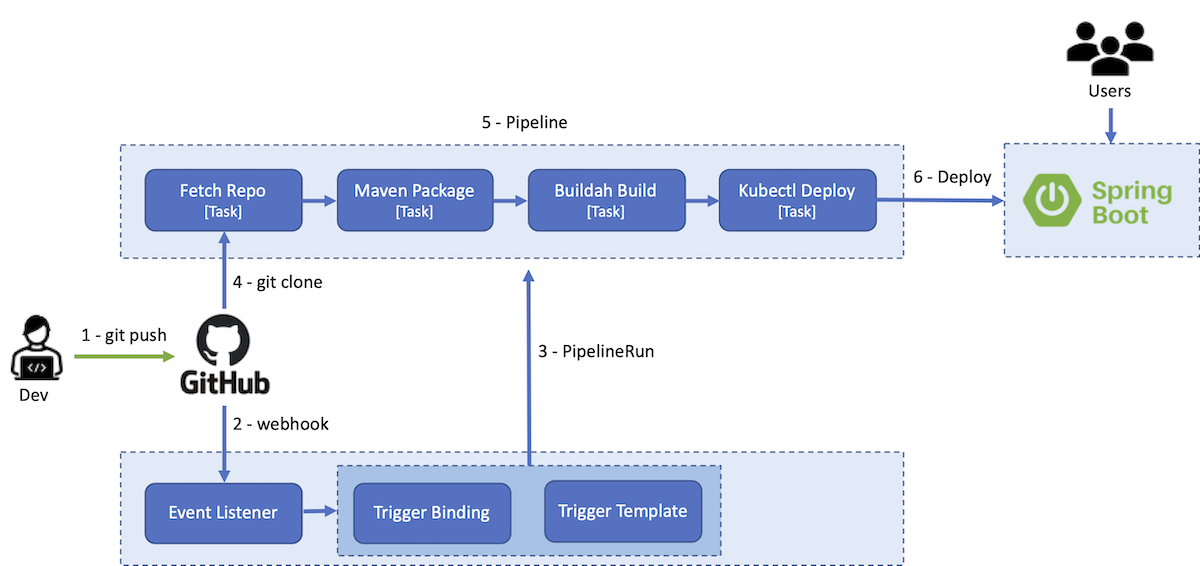 Users
5 - Pipeline
Fetch Repo
[Task]
Maven Package
[Task]
Buildah Build
[Task]
Kubectl Deploy
[Task]
6 - Deploy
Spring
Boot
4 - git clone
1 - git push
</>
Dev
GitHub
3 - PipelineRun
2 - webhook
Event Listener
Trigger Binding
Trigger Template